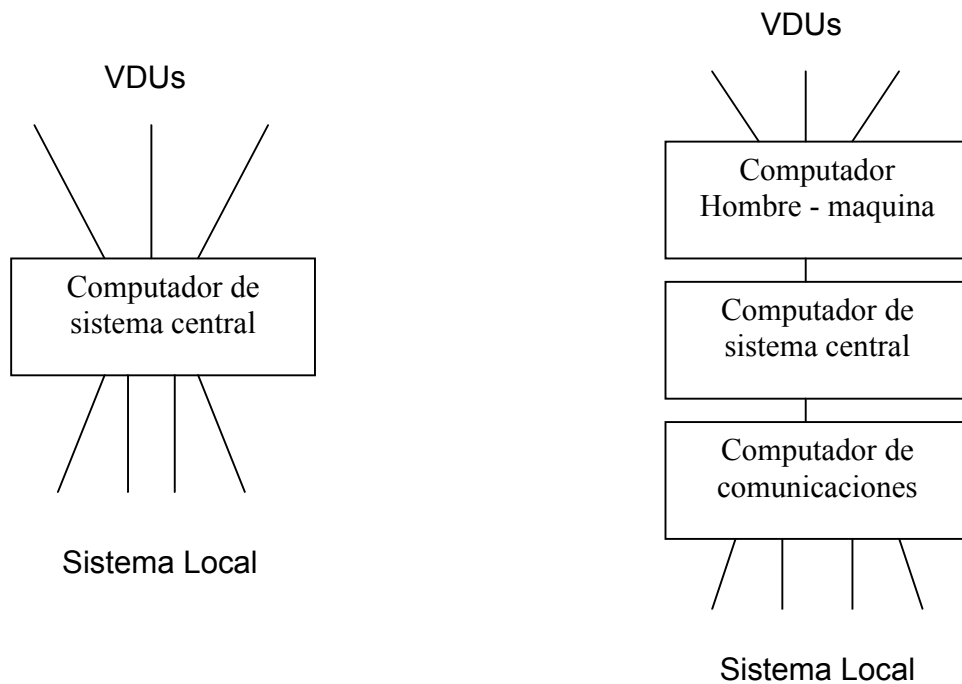 VDUs
Computador de
sistema central
Sistema Local
VDUs
Computador
Hombre - maquina
Computador de
sistema central
Computador de
comunicaciones
Sistema Local